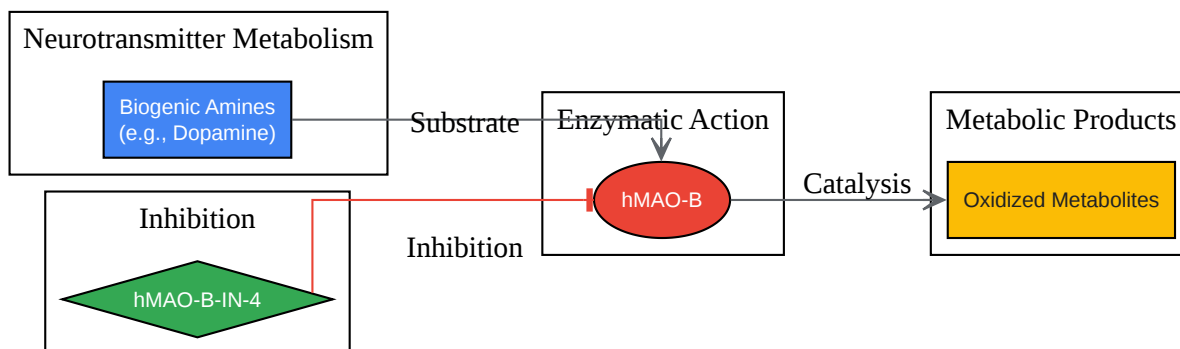 Neurotransmitter Metabolism
Biogenic Amines
(e.g., Dopamine)
Substrate
Enzymatic Action
hMAO-B
Catalysis
Metabolic Products
Oxidized Metabolites
Inhibition
hMAO-B-IN-4
Inhibition